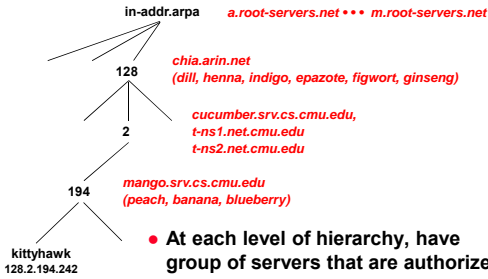 in-addr.arpa a.root-servers.net • • • m.root-servers.net
chia.arin.net
128 (dill, henna, indigo, epazote, figwort, ginseng)
cucumber.srv.cs.cmu.edu,
2 t-ns1.net.cmu.edu
t-ns2.net.cmu.edu
194 mango.srv.cs.cmu.edu
(peach, banana, blueberry)
kittyhawk
128.2.194.242
• At each level of hierarchy, have
group of servers that are authorize